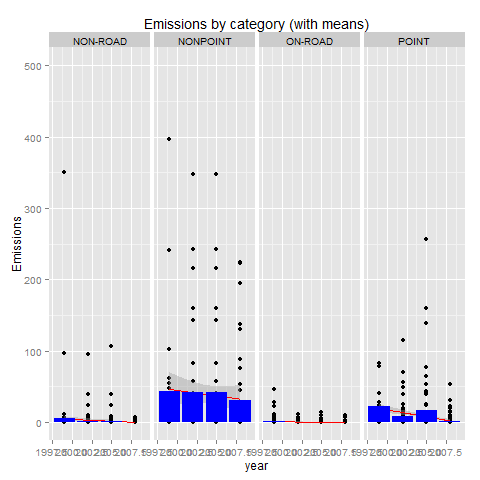 Emissions by category (with means)
NON-ROAD NONPOINT ON-ROAD POINT
500
400
300
200
100
0
Emissions
year